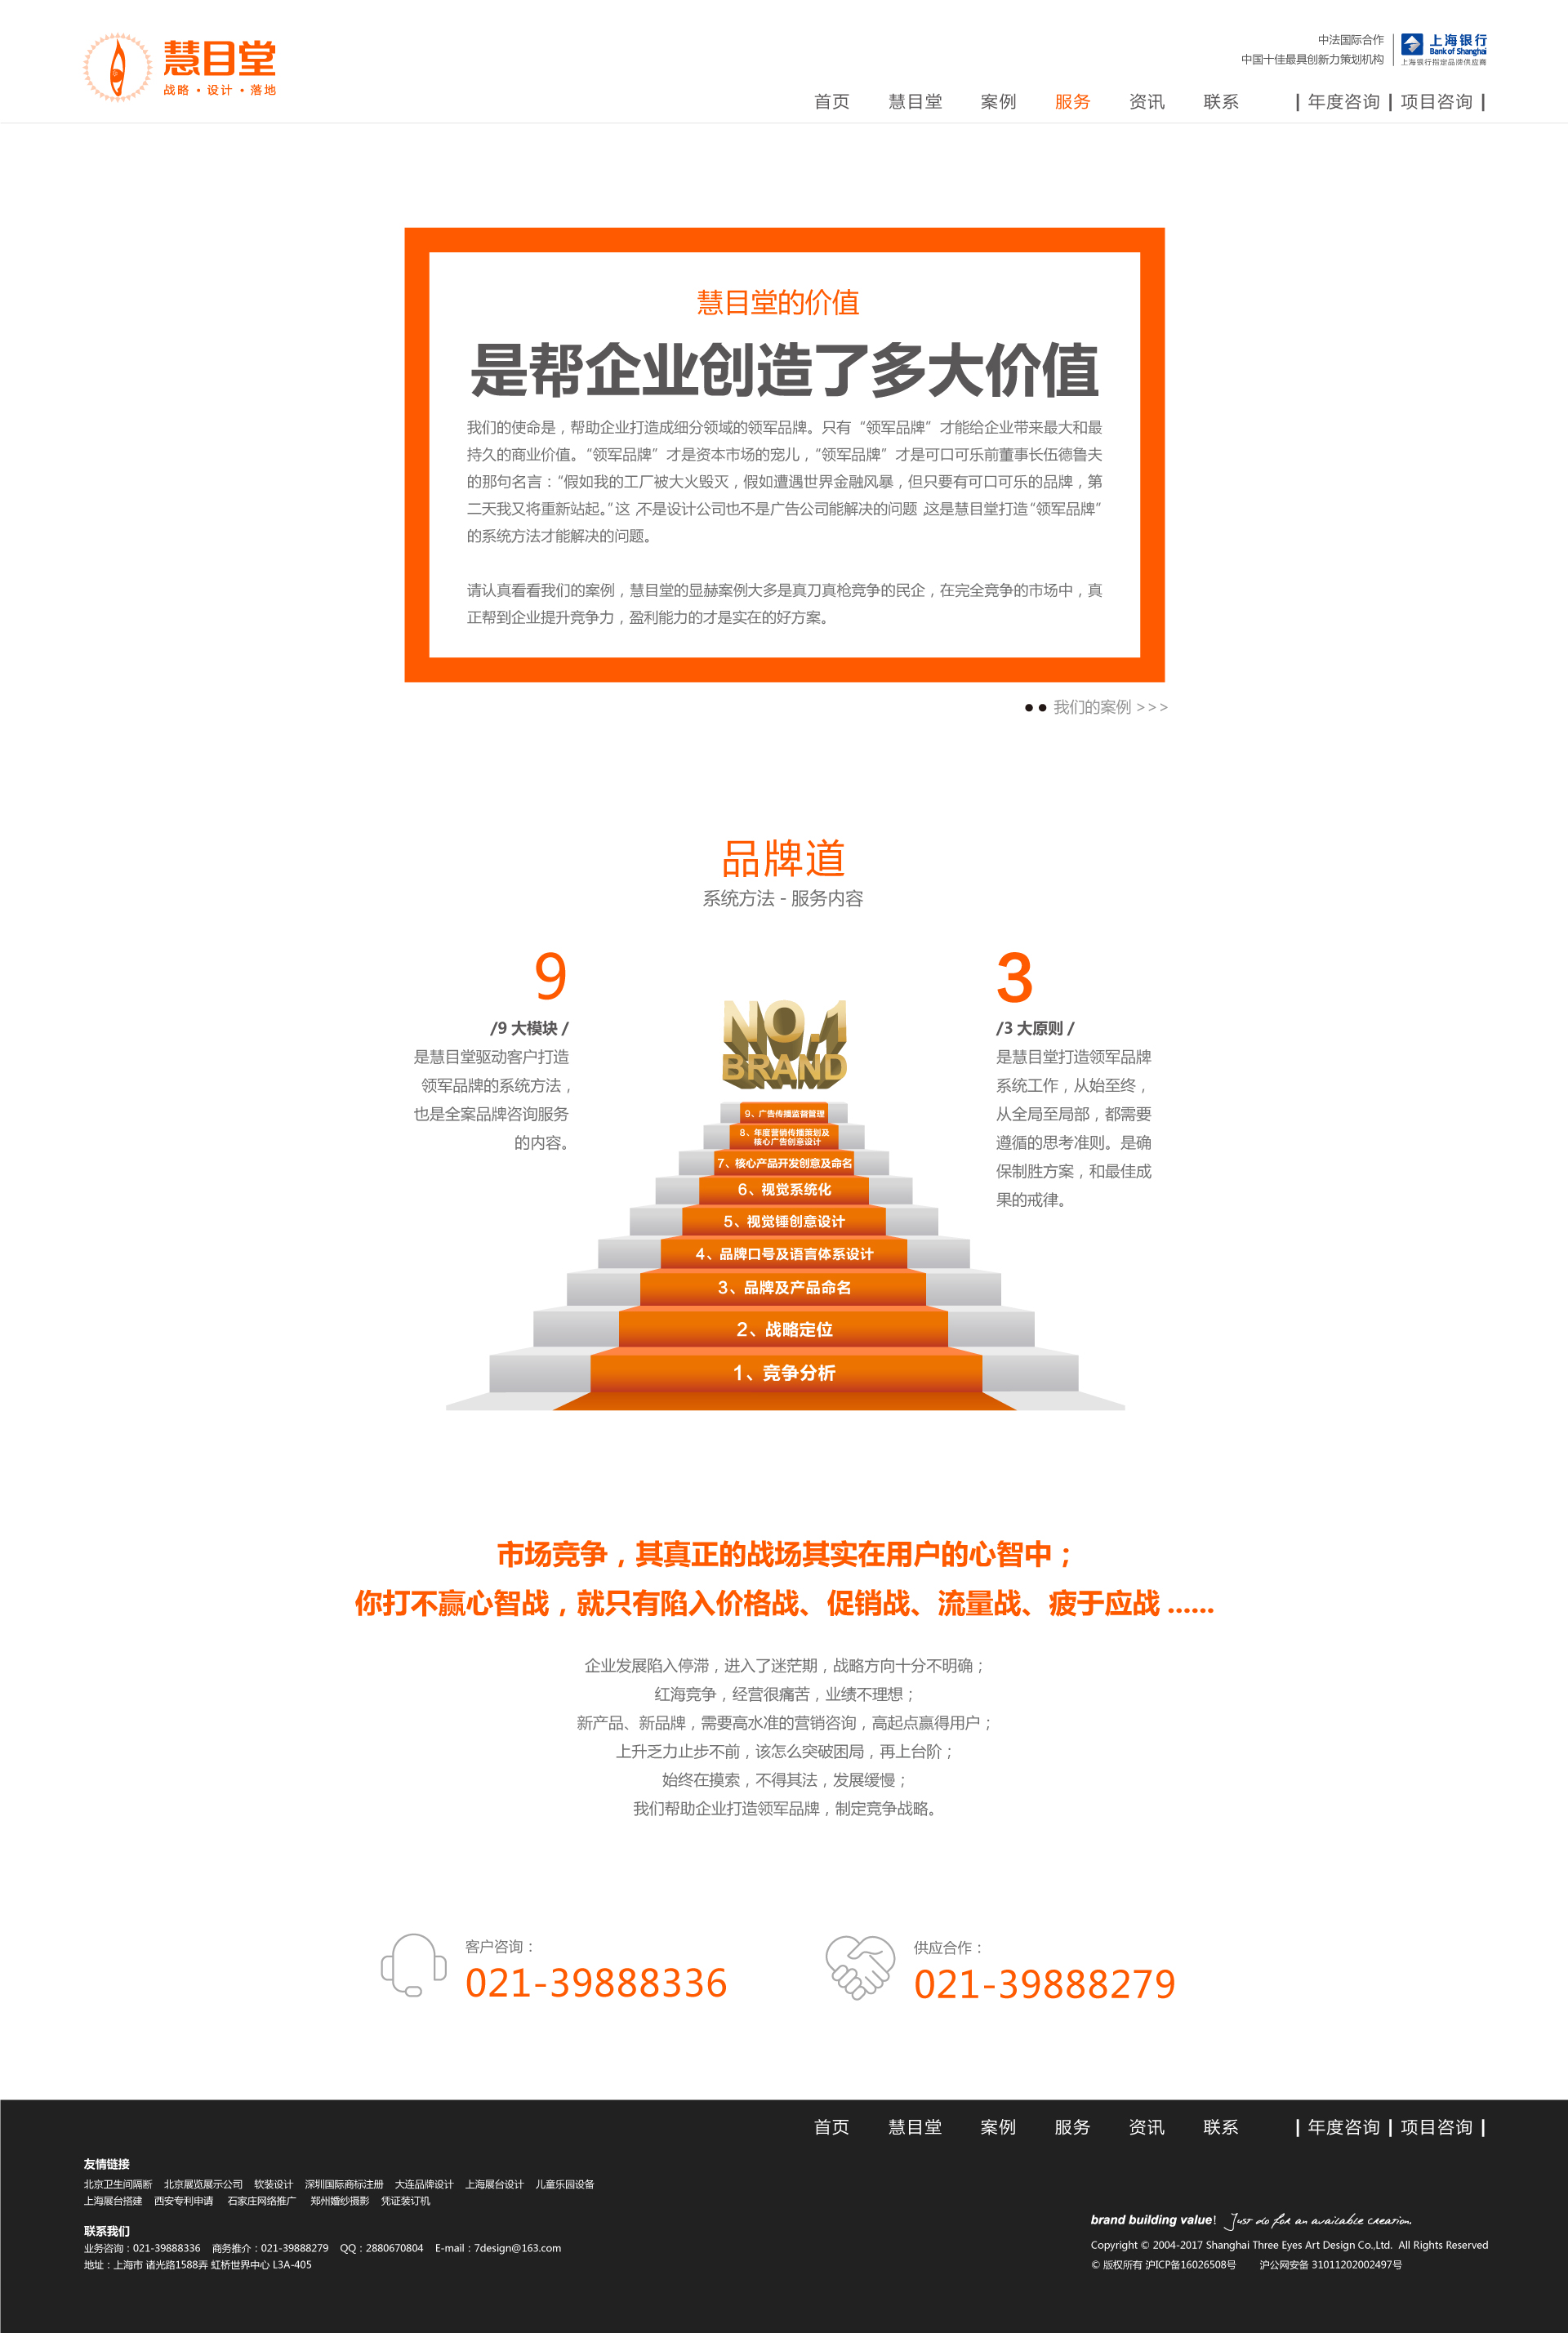 慧目堂
战略 • 设计 • 落地
中法国际合作
中国十佳最具创新力策划机构
上海银行
Bank of Shanghai
上海银行指定品牌供应商
首页 慧目堂 案例 服务 资讯 联系 | 年度咨询 | 项目咨询 |
慧目堂的价值
是帮企业创造了多大价值
我们的使命是，帮助企业打造成细分领域的领军品牌。只有“领军品牌”才能给企业带来最大和最
持久的商业价值。“领军品牌”才是资本市场的宠儿，“领军品牌”才是可口可乐前董事长伍德鲁夫
的那句名言：“假如我的工厂被大火毁灭，假如遭遇世界金融风暴，但只要有可口可乐的品牌，第
二天我又将重新站起。”这，不是设计公司也不是广告公司能解决的问题，这是慧目堂打造“领军品牌”
的系统方法才能解决的问题。
请认真看看我们的案例，慧目堂的显赫案例大多是真刀真枪竞争的民企，在完全竞争的市场中，真
正帮到企业提升竞争力，盈利能力的才是实在的好方案。
●● 我们的案例 >>>
品牌道
系统方法 - 服务内容
9
/9 大模块 /
是慧目堂驱动客户打造
领军品牌的系统方法，
也是全案品牌咨询服务
的内容。
NO.1
BRAND
9、广告传播监督管理
8、年度营销传播策划及
核心广告创意设计
7、核心产品开发创意及命名
6、视觉系统化
5、视觉锤创意设计
4、品牌口号及语言体系设计
3、品牌及产品命名
2、战略定位
1、竞争分析
3
/3 大原则 /
是慧目堂打造领军品牌
系统工作，从始至终，
从全局至局部，都需要
遵循的思考准则。是确
保制胜方案，和最佳成
果的戒律。
市场竞争，其真正的战场其实在用户的心智中；
你打不赢心智战，就只有陷入价格战、促销战、流量战、疲于应战 ......
企业发展陷入停滞，进入了迷茫期，战略方向十分不明确；
红海竞争，经营很痛苦，业绩不理想；
新产品、新品牌，需要高水准的营销咨询，高起点赢得用户；
上升乏力止步不前，该怎么突破困局，再上台阶；
始终在摸索，不得其法，发展缓慢；
我们帮助企业打造领军品牌，制定竞争战略。
客户咨询：
021-39888336
供应合作：
021-39888279
首页 慧目堂 案例 服务 资讯 联系 | 年度咨询 | 项目咨询 |
友情链接
北京卫生间隔断 北京展览展示公司 软装设计 深圳国际商标注册 大连品牌设计 上海展台设计 儿童乐园设备
上海展台搭建 西安专利申请 石家庄网络推广 郑州婚纱摄影 凭证装订机
联系我们
业务咨询：021-39888336 商务推介：021-39888279 QQ：2880670804 E-mail：7design@163.com
地址：上海市 诸光路1588弄 虹桥世界中心 L3A-405
brand building value! Just do for an available creation.
Copyright © 2004-2017 Shanghai Three Eyes Art Design Co.,Ltd. All Rights Reserved
© 版权所有 沪ICP备16026508号 沪公网安备 31011202002497号